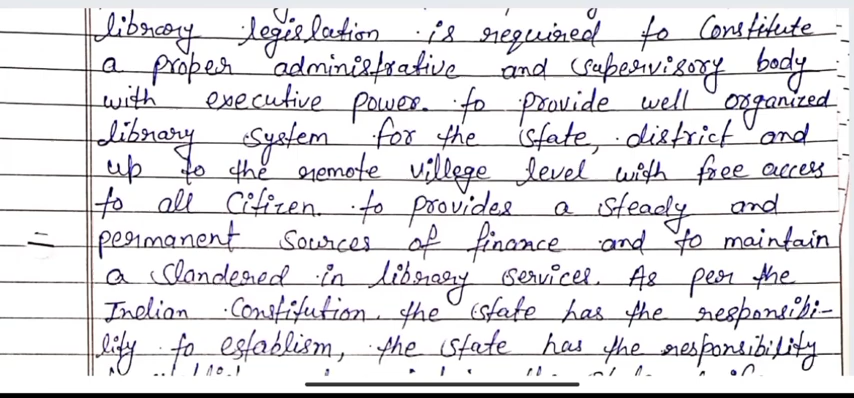 library legislation is required to Constitute
a proper administrative and supervisory body
with executive power. to provide well organized
library system for the state, district and
up to the remote villege level with free access
to all Citizen. to provides a steady and
permanent sources of finance and to maintain
a Slandered in library services. As per the
Indian Constitution. the state has the responsibi-
lity to establism, the state has the responsibility